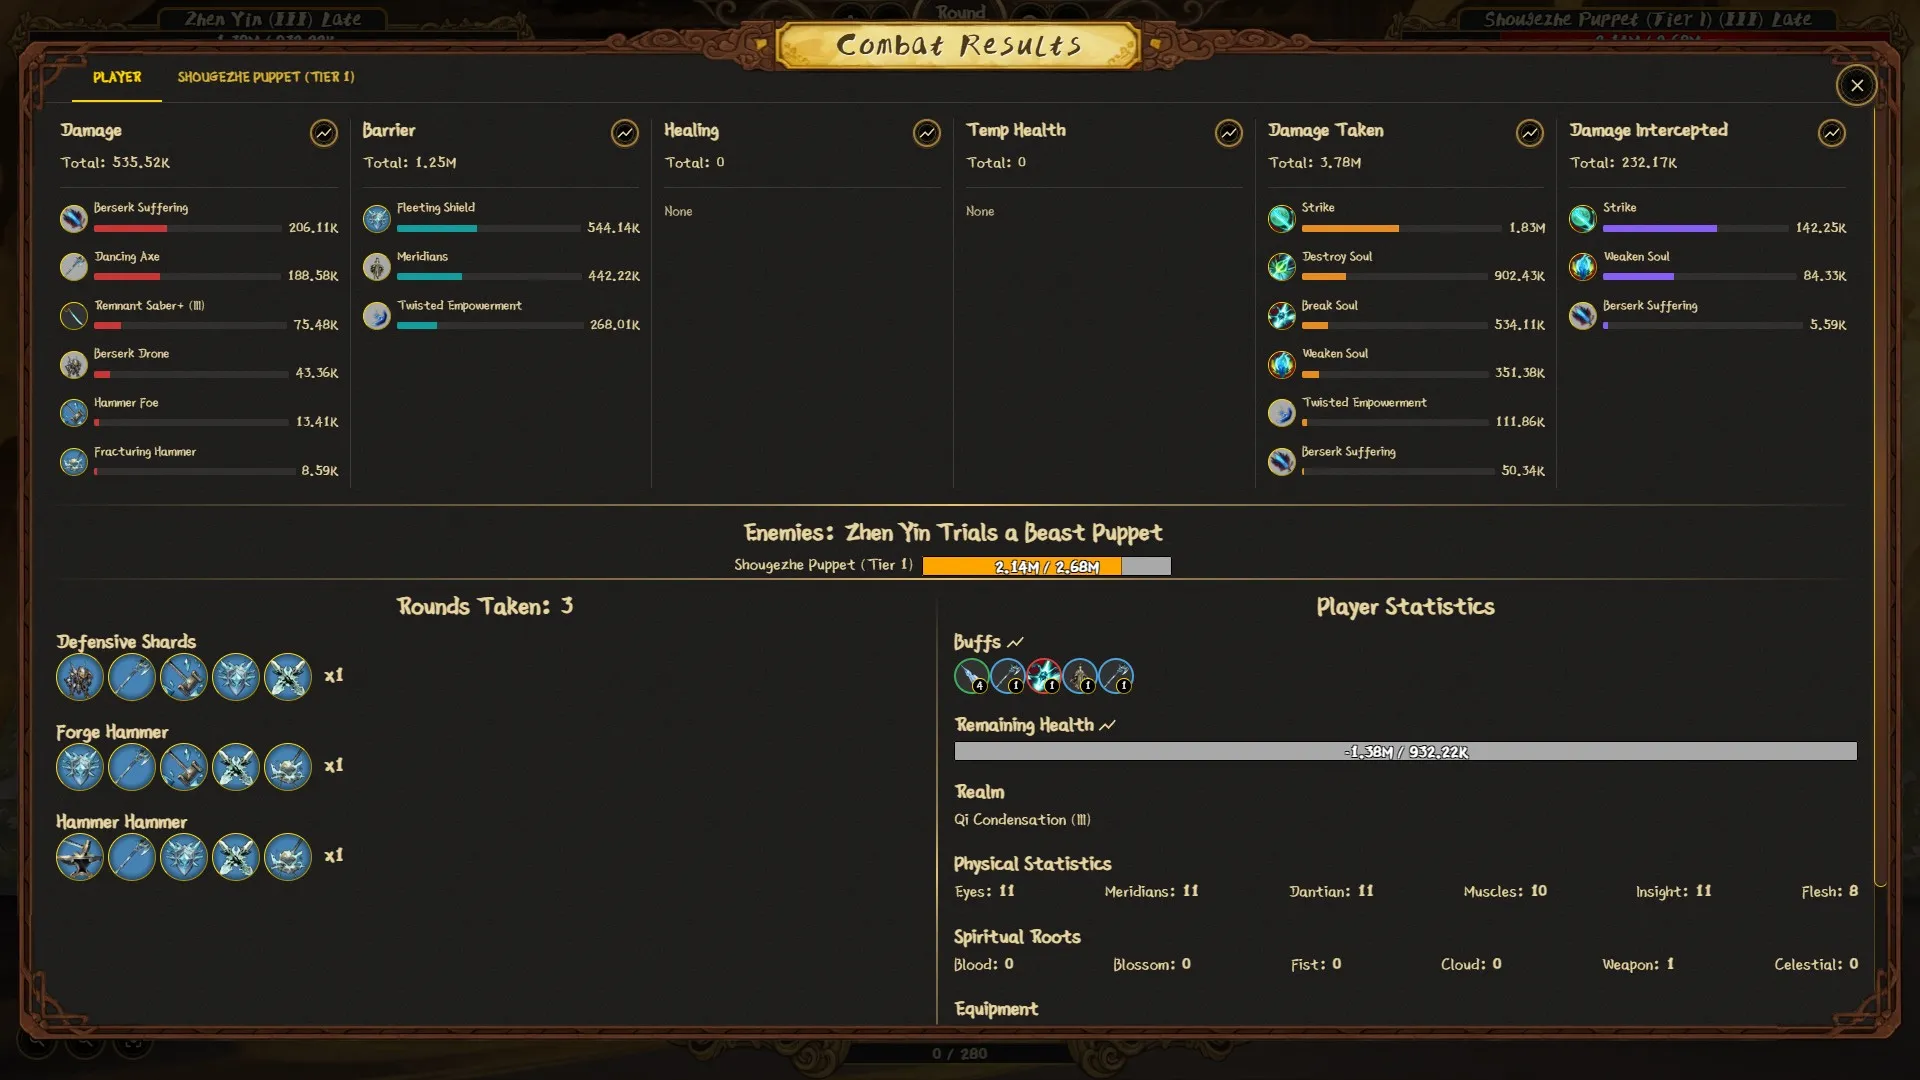 Zhen Yin (III) Late
Round
Shougezhe Puppet (Tier 1) (III) Late
Combat Results
PLAYER
SHOUGEZHE PUPPET (TIER 1)
Damage
Total: 535.52K
Berserk Suffering
206.11K
Dancing Axe
188.58K
Remnant Saber+ (III)
75.48K
Berserk Drone
43.36K
Hammer Foe
13.41K
Fracturing Hammer
8.59K
Barrier
Total: 1.25M
Fleeting Shield
544.14K
Meridians
442.22K
Twisted Empowerment
268.01K
Healing
Total: 0
None
Temp Health
Total: 0
None
Damage Taken
Total: 3.78M
Strike
1.83M
Destroy Soul
902.43K
Break Soul
534.11K
Weaken Soul
351.38K
Twisted Empowerment
111.86K
Berserk Suffering
50.34K
Damage Intercepted
Total: 232.17K
Strike
142.25K
Weaken Soul
84.33K
Berserk Suffering
5.59K
Enemies: Zhen Yin Trials a Beast Puppet
Shougezhe Puppet (Tier 1)
2.14M / 2.68M
Rounds Taken: 3
Defensive Shards
x1
Forge Hammer
x1
Hammer Hammer
x1
Player Statistics
Buffs
4
1
1
1
1
Remaining Health
-1.38M / 932.22K
Realm
Qi Condensation (III)
Physical Statistics
Eyes: 11
Meridians: 11
Dantian: 11
Muscles: 10
Insight: 11
Flesh: 8
Spiritual Roots
Blood: 0
Blossom: 0
Fist: 0
Cloud: 0
Weapon: 1
Celestial: 0
Equipment
0 / 280